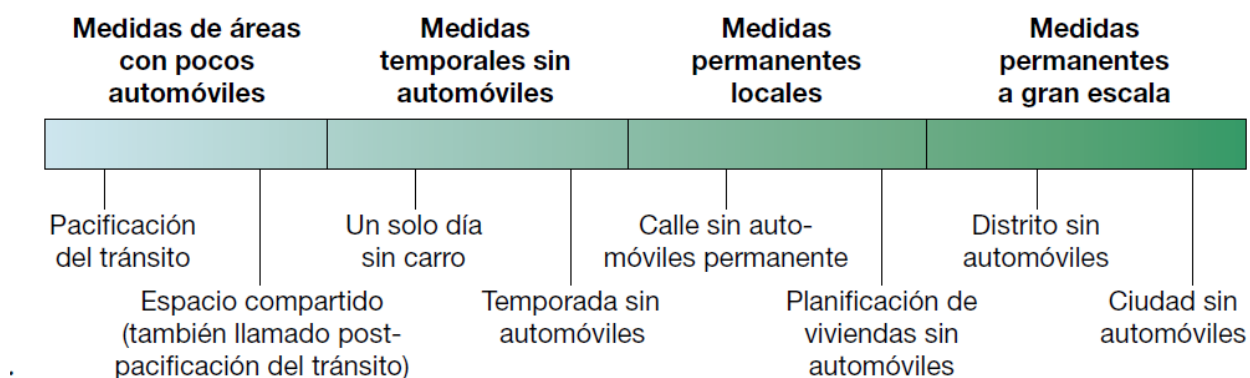 Medidas de áreas
con pocos
automóviles
Medidas
temporales sin
automóviles
Medidas
permanentes
locales
Medidas
permanentes
a gran escala
Pacificación
del tránsito
Espacio compartido
(también llamado post-
pacificación del tránsito)
Un solo día
sin carro
Temporada sin
automóviles
Calle sin auto-
móviles permanente
Planificación de
viviendas sin
automóviles
Distrito sin
automóviles
Ciudad sin
automóviles
.